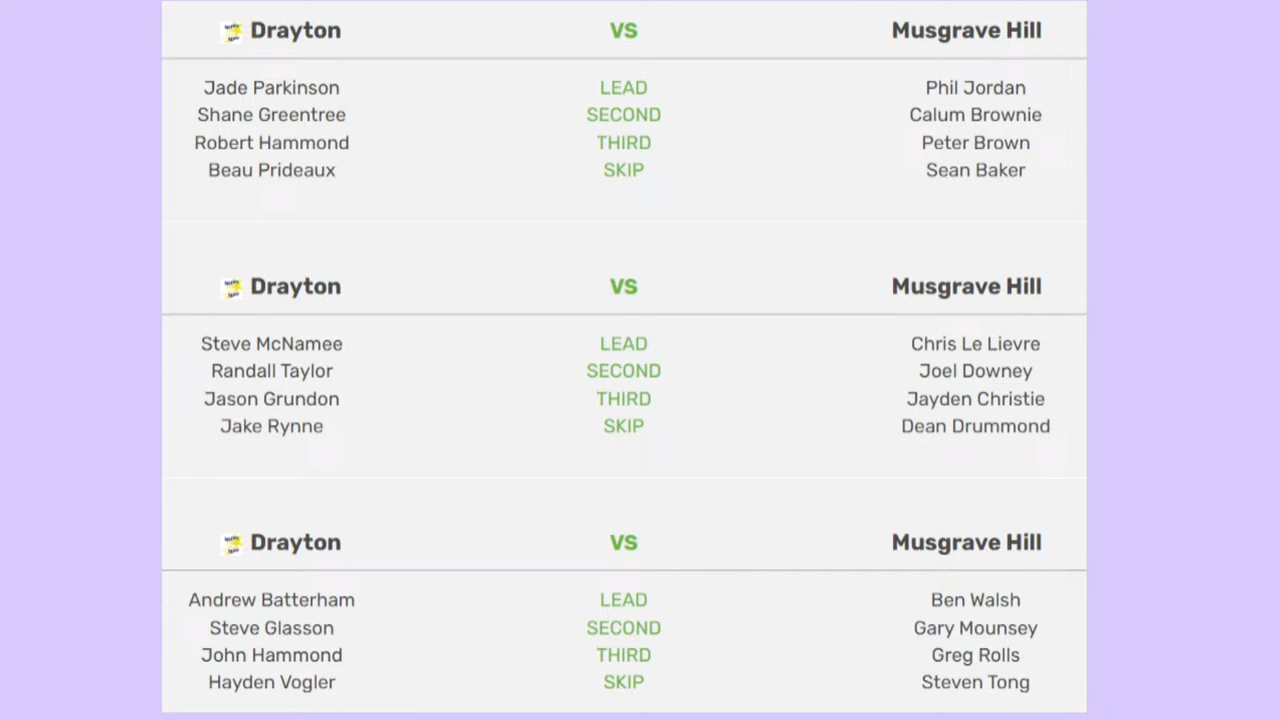 Drayton VS Musgrave Hill
Jade Parkinson LEAD Phil Jordan
Shane Greentree SECOND Calum Brownie
Robert Hammond THIRD Peter Brown
Beau Prideaux SKIP Sean Baker
Drayton VS Musgrave Hill
Steve McNamee LEAD Chris Le Lievre
Randall Taylor SECOND Joel Downey
Jason Grundon THIRD Jayden Christie
Jake Rynne SKIP Dean Drummond
Drayton VS Musgrave Hill
Andrew Batterham LEAD Ben Walsh
Steve Glasson SECOND Gary Mounsey
John Hammond THIRD Greg Rolls
Hayden Vogler SKIP Steven Tong